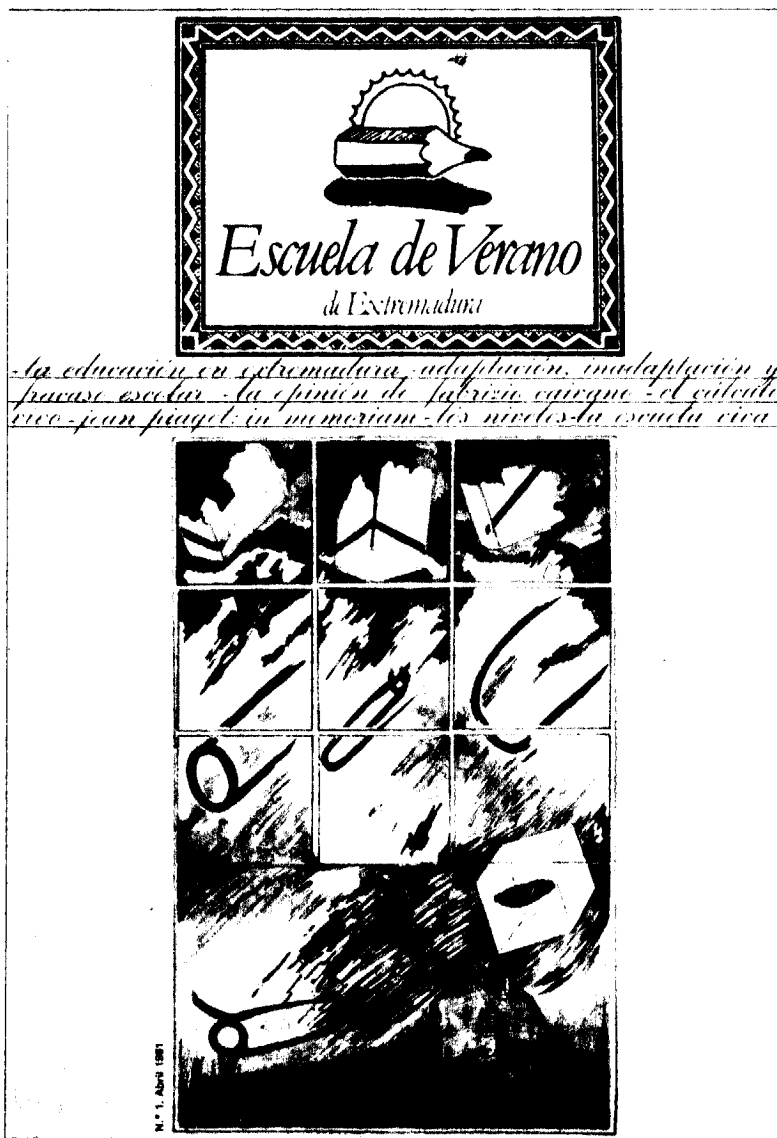 Escuela de Verano
de Extremadura
-la educación en extremadura-adaptación, inadaptación y
fracaso escolar-la opinión de fabrizio caivano-el cálculo
vivo-jean piaget: in memoriam-los niveles-la escuela viva
N.º 1. Abril 1981